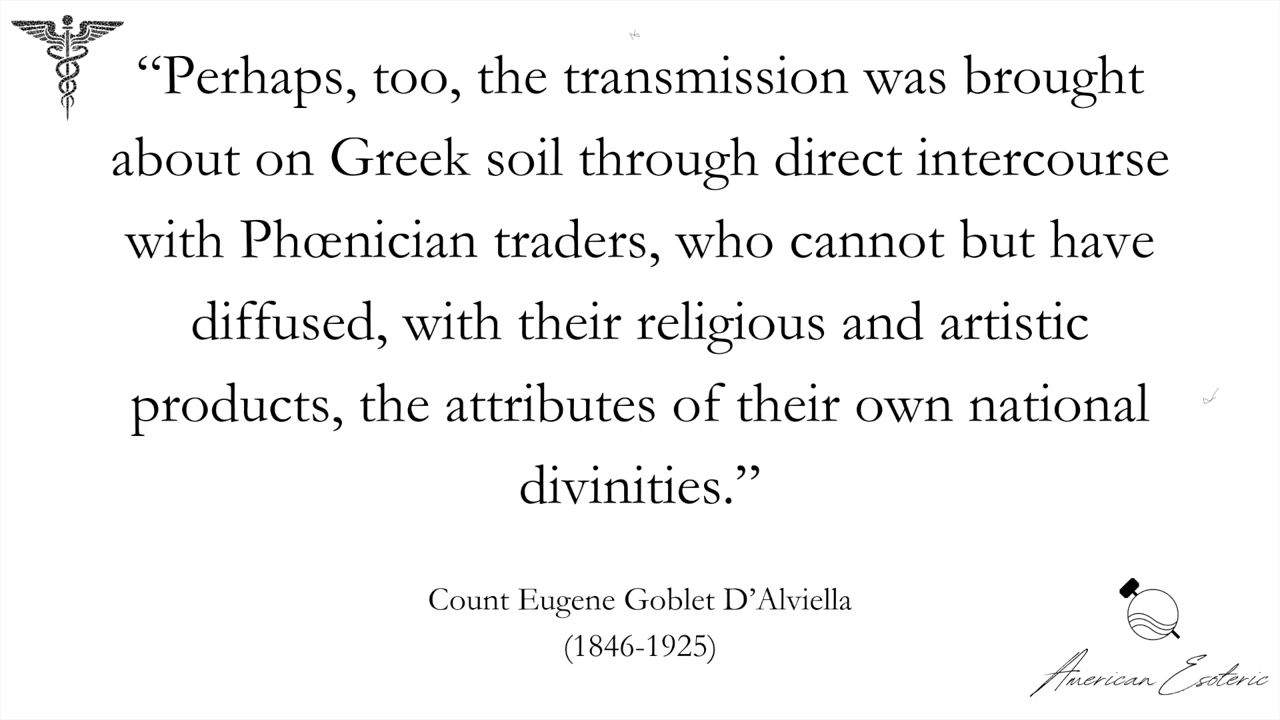 “Perhaps, too, the transmission was brought
about on Greek soil through direct intercourse
with Phœnician traders, who cannot but have
diffused, with their religious and artistic
products, the attributes of their own national
divinities.”
Count Eugene Goblet D’Alviella
(1846-1925)
American Esoteric